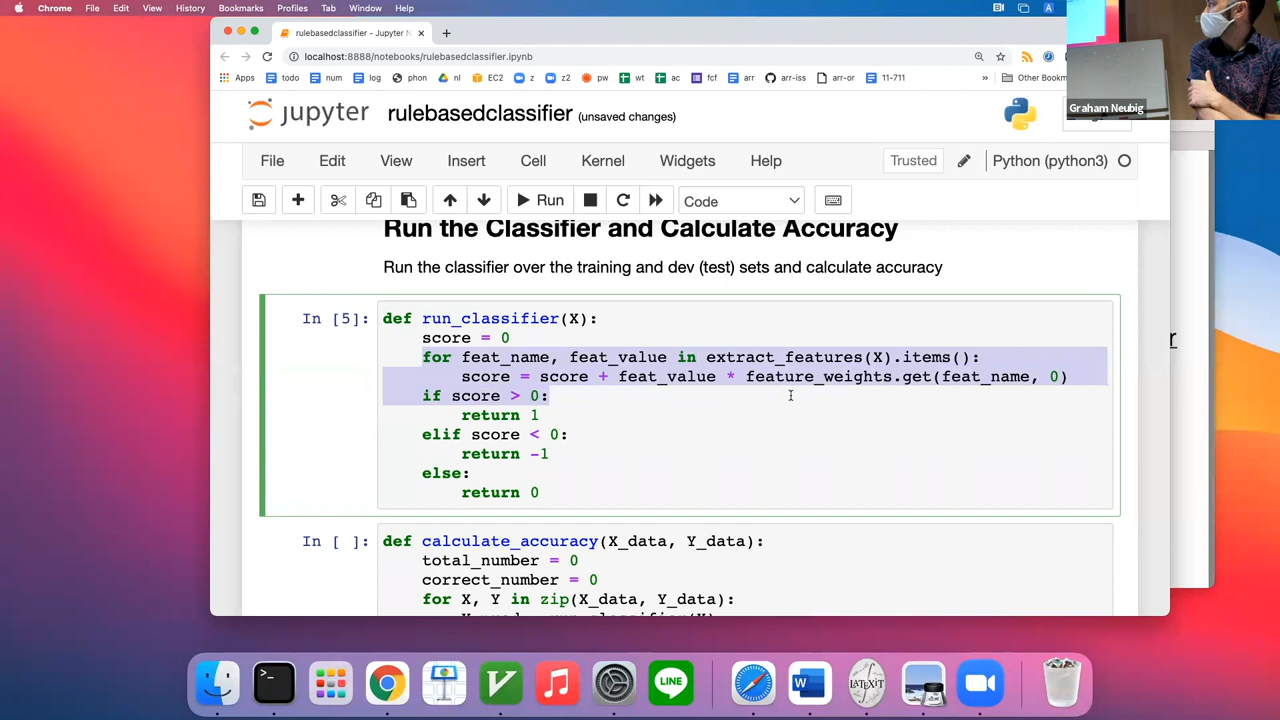 Chrome File Edit View History Bookmarks Profiles Tab Window Help
rulebasedclassifier - Jupyter N
localhost:8888/notebooks/rulebasedclassifier.ipynb
Apps todo num log phon nl EC2 z z2 pw wt ac fcf arr arr-iss arr-or 11-711 » Other Bookm
Graham Neubig
jupyter rulebasedclassifier (unsaved changes)
File Edit View Insert Cell Kernel Widgets Help Trusted Python (python3)
Run Code
Run the Classifier and Calculate Accuracy
Run the classifier over the training and dev (test) sets and calculate accuracy
In [5]: def run_classifier(X):
score = 0
for feat_name, feat_value in extract_features(X).items():
score = score + feat_value * feature_weights.get(feat_name, 0)
if score > 0:
return 1
elif score < 0:
return -1
else:
return 0
In [ ]: def calculate_accuracy(X_data, Y_data):
total_number = 0
correct_number = 0
for X, Y in zip(X_data, Y_data):
LINE
W
LATEXiT